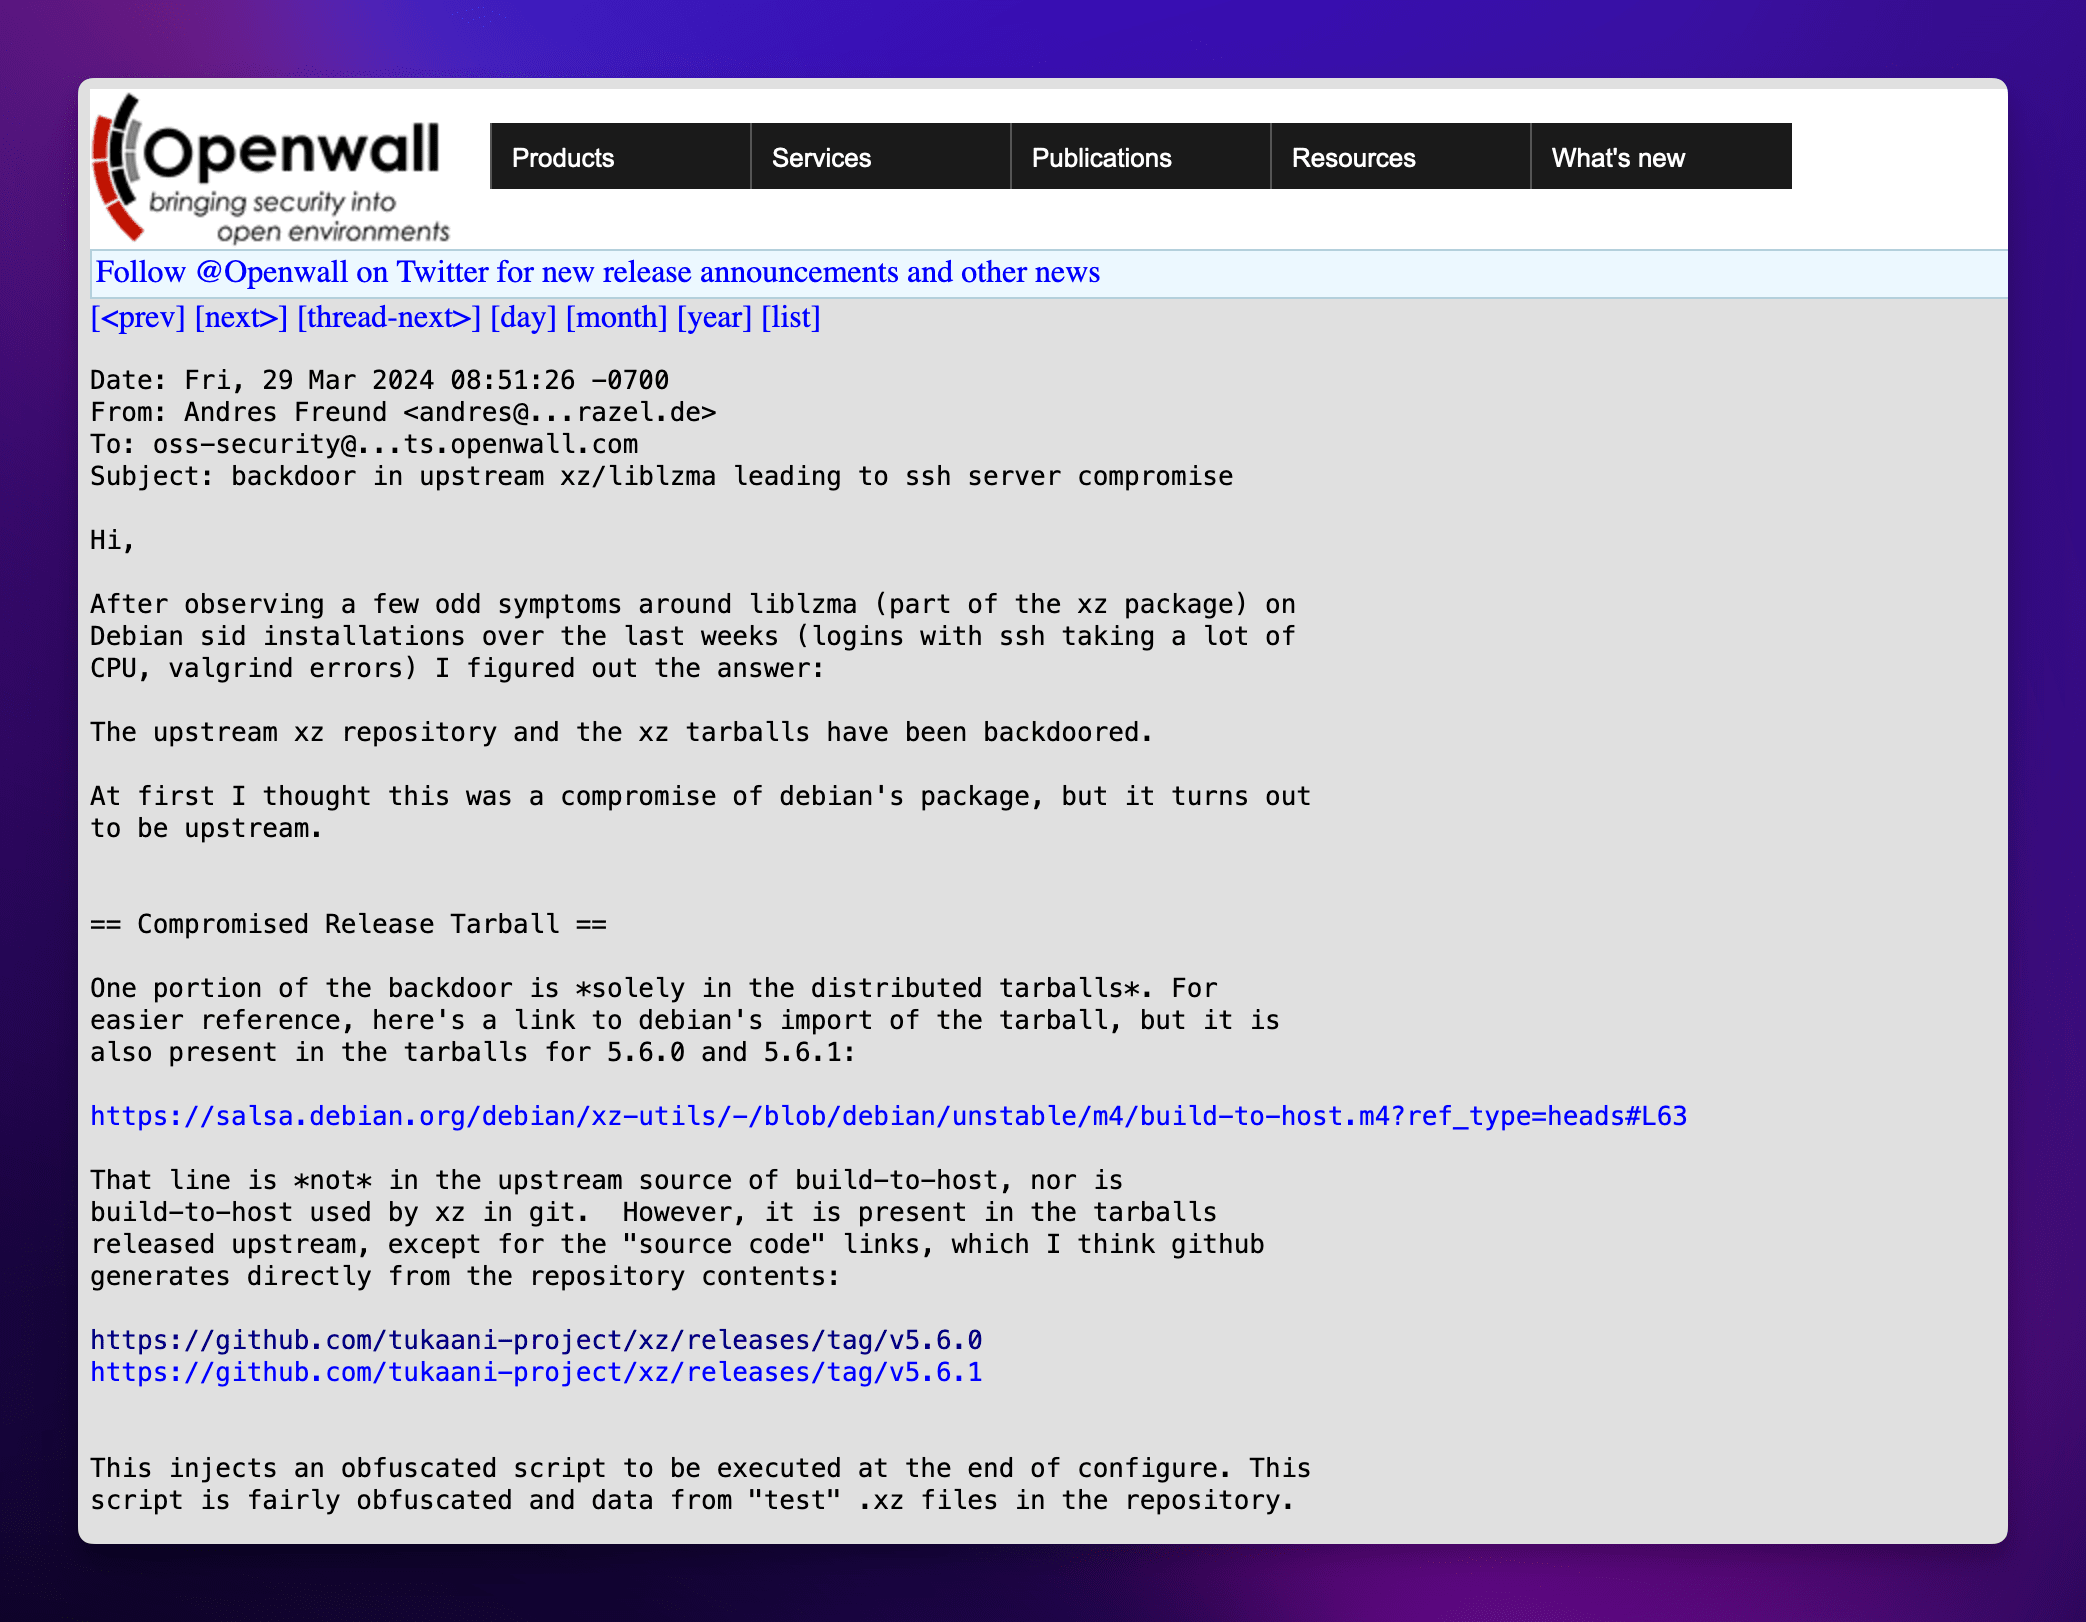 Openwall
bringing security into
open environments
Products Services Publications Resources What's new
Follow @Openwall on Twitter for new release announcements and other news
[<prev] [next>] [thread-next>] [day] [month] [year] [list]
Date: Fri, 29 Mar 2024 08:51:26 -0700
From: Andres Freund <andres@...razel.de>
To: oss-security@...ts.openwall.com
Subject: backdoor in upstream xz/liblzma leading to ssh server compromise
Hi,
After observing a few odd symptoms around liblzma (part of the xz package) on
Debian sid installations over the last weeks (logins with ssh taking a lot of
CPU, valgrind errors) I figured out the answer:
The upstream xz repository and the xz tarballs have been backdoored.
At first I thought this was a compromise of debian's package, but it turns out
to be upstream.
== Compromised Release Tarball ==
One portion of the backdoor is *solely in the distributed tarballs*. For
easier reference, here's a link to debian's import of the tarball, but it is
also present in the tarballs for 5.6.0 and 5.6.1:
https://salsa.debian.org/debian/xz-utils/-/blob/debian/unstable/m4/build-to-host.m4?ref_type=heads#L63
That line is *not* in the upstream source of build-to-host, nor is
build-to-host used by xz in git.  However, it is present in the tarballs
released upstream, except for the "source code" links, which I think github
generates directly from the repository contents:
https://github.com/tukaani-project/xz/releases/tag/v5.6.0
https://github.com/tukaani-project/xz/releases/tag/v5.6.1
This injects an obfuscated script to be executed at the end of configure. This
script is fairly obfuscated and data from "test" .xz files in the repository.